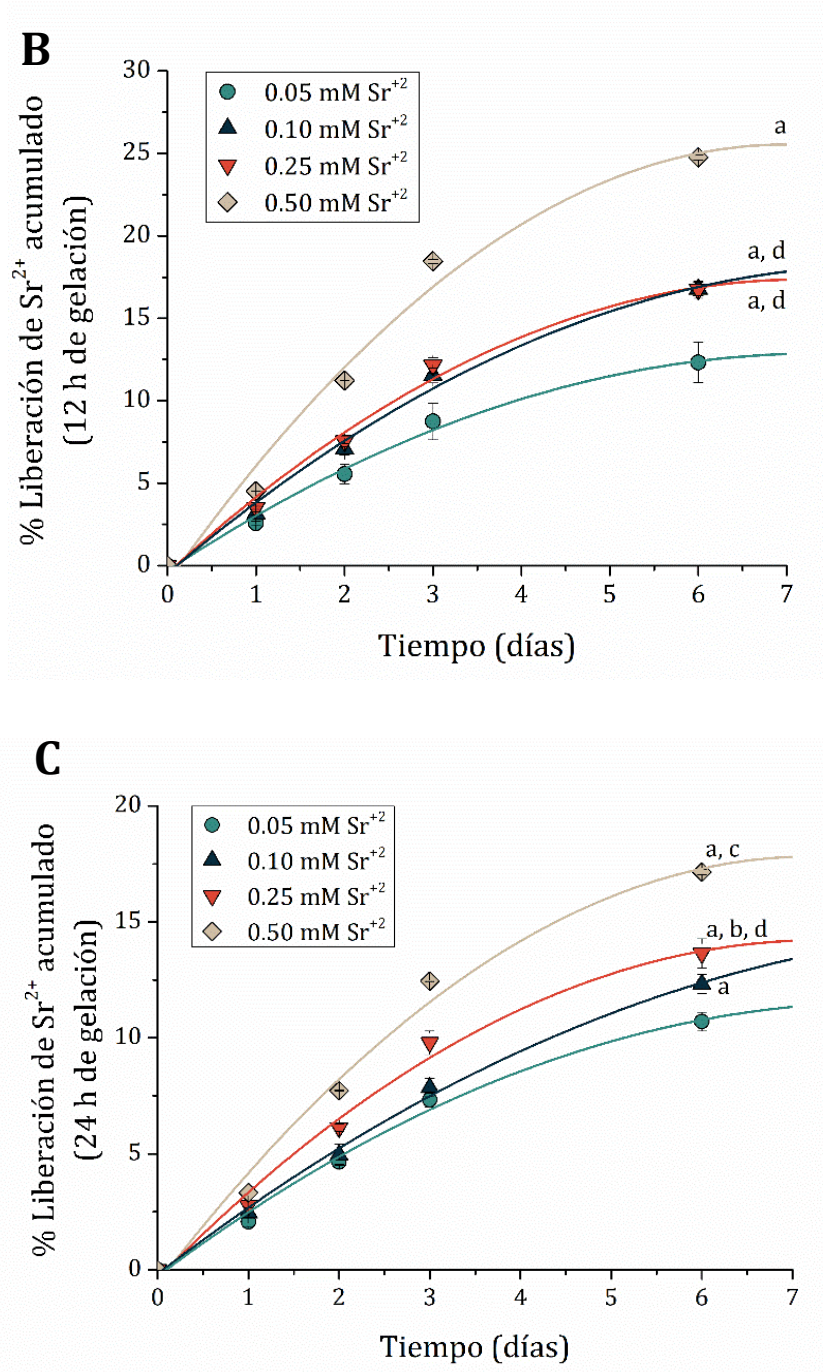 B
30
25
20
15
10
5
0
% Liberación de Sr²⁺ acumulado
(12 h de gelación)
0.05 mM Sr⁺²
0.10 mM Sr⁺²
0.25 mM Sr⁺²
0.50 mM Sr⁺²
a
a, d
a, d
0 1 2 3 4 5 6 7
Tiempo (días)
C
20
15
10
5
0
% Liberación de Sr²⁺ acumulado
(24 h de gelación)
0.05 mM Sr⁺²
0.10 mM Sr⁺²
0.25 mM Sr⁺²
0.50 mM Sr⁺²
a, c
a, b, d
a
0 1 2 3 4 5 6 7
Tiempo (días)